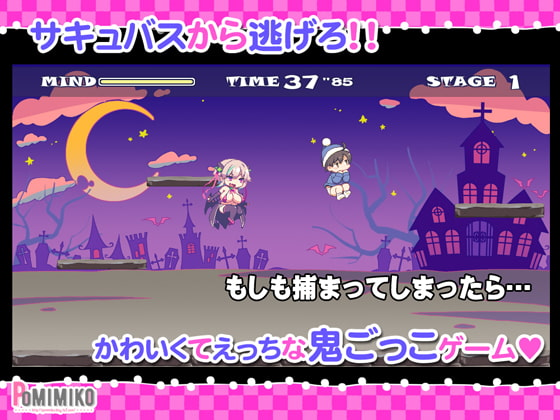 サキュバスから逃げろ!!
MIND TIME 37"85 STAGE 1
もしも捕まってしまったら…
かわいくてえっちな鬼ごっこゲーム♥
POMIMIKO